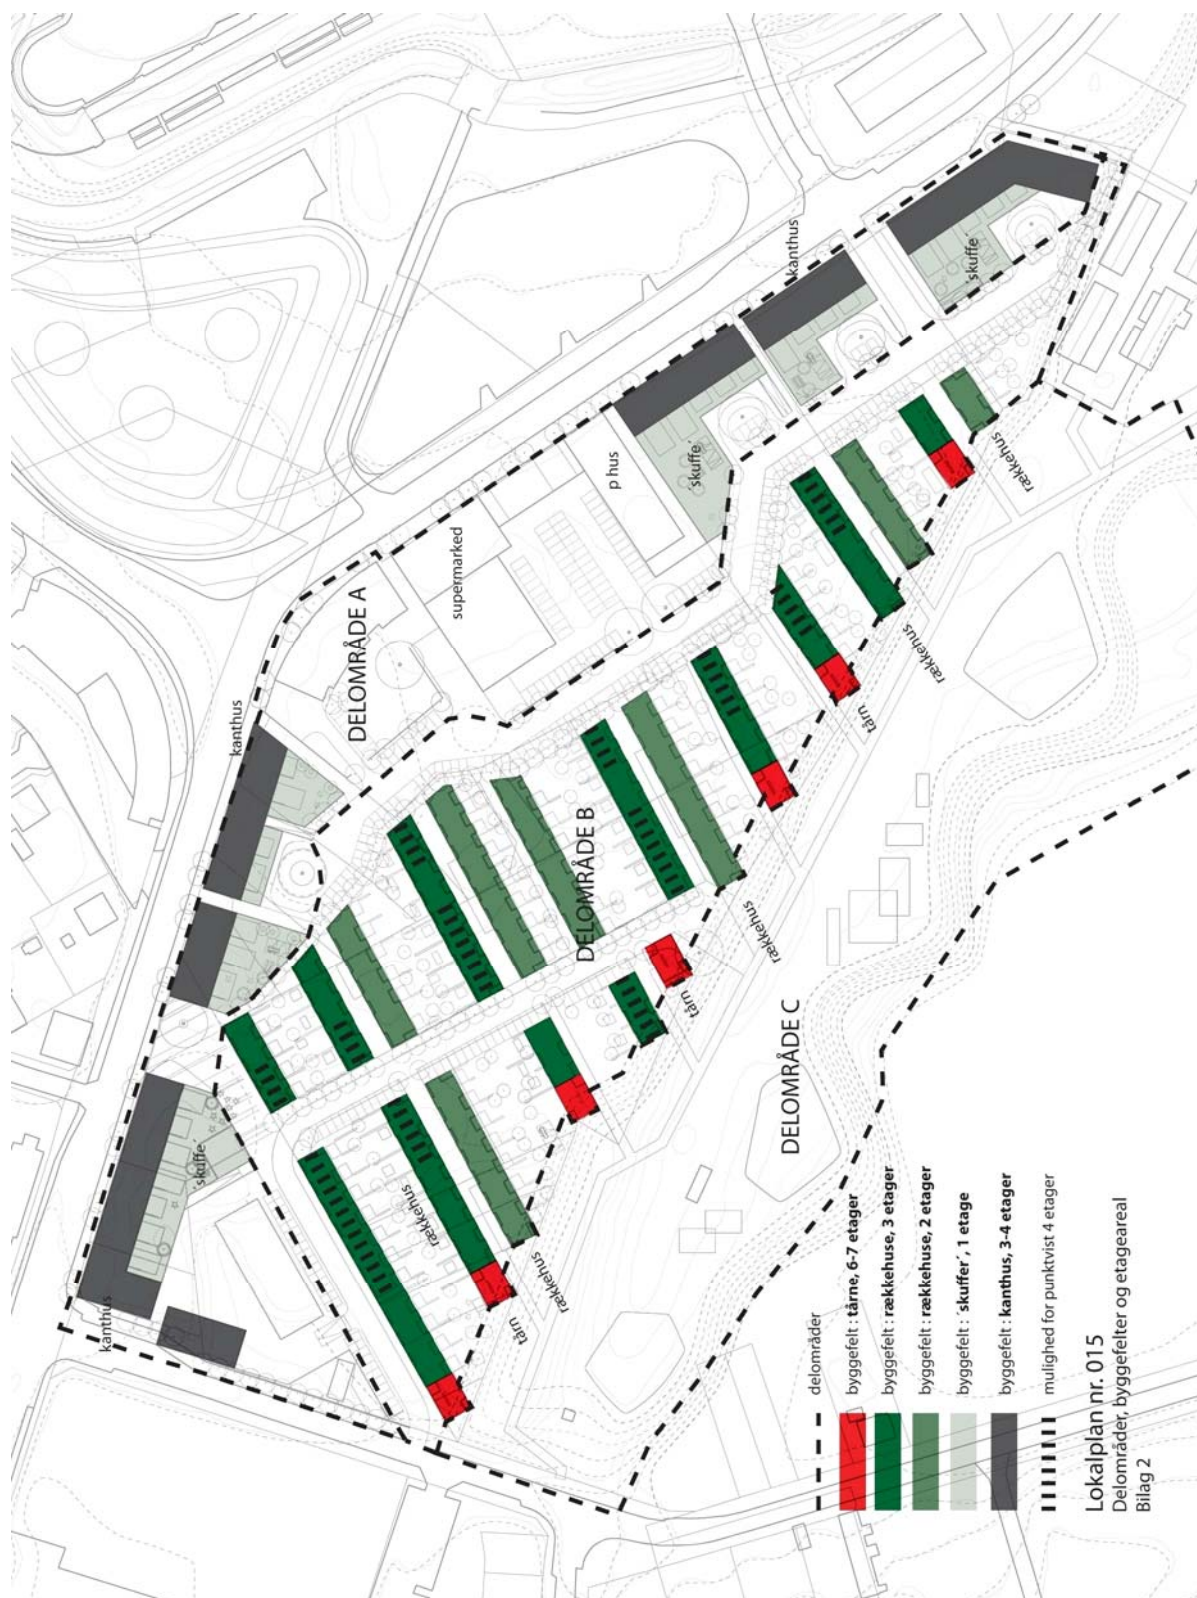 kanthus
'skuffe'
kanthus
DELOMRÅDE A
supermarked
p hus
'skuffe'
kanthus
'skuffe'
rækkehus
tårn
rækkehus
DELOMRÅDE B
tårn
rækkehus
tårn
rækkehus
rækkehus
DELOMRÅDE C
delområder
byggefelt : tårne, 6-7 etager
byggefelt : rækkehuse, 3 etager
byggefelt : rækkehuse, 2 etager
byggefelt : ´skuffer´, 1 etage
byggefelt : kanthus, 3-4 etager
mulighed for punktvist 4 etager
Lokalplan nr. 015
Delområder, byggefelter og etageareal
Bilag 2